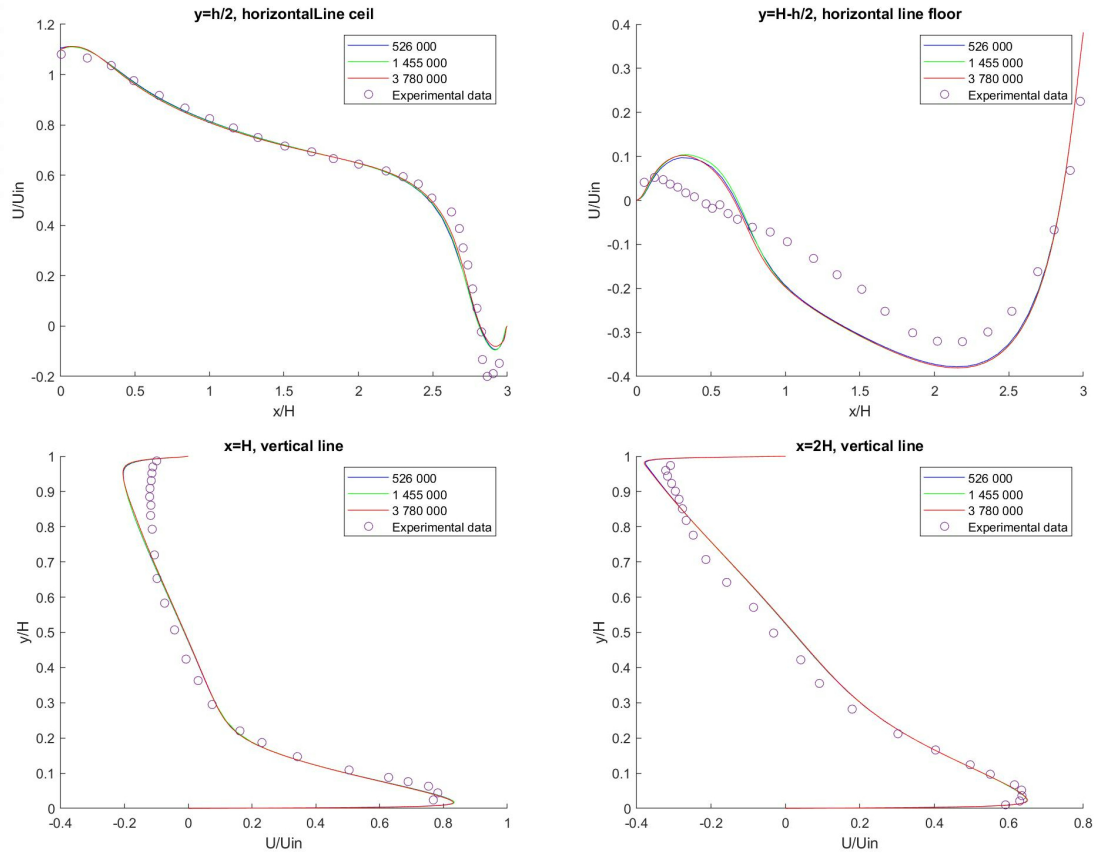 y=h/2, horizontalLine ceil
1.2
1
0.8
0.6
0.4
0.2
0
-0.2
U/Uin
526 000
1 455 000
3 780 000
Experimental data
0 0.5 1 1.5 2 2.5 3
x/H
y=H-h/2, horizontal line floor
0.4
0.3
0.2
0.1
0
-0.1
-0.2
-0.3
-0.4
U/Uin
526 000
1 455 000
3 780 000
Experimental data
0 0.5 1 1.5 2 2.5 3
x/H
x=H, vertical line
1
0.9
0.8
0.7
0.6
0.5
0.4
0.3
0.2
0.1
0
y/H
526 000
1 455 000
3 780 000
Experimental data
-0.4 -0.2 0 0.2 0.4 0.6 0.8 1
U/Uin
x=2H, vertical line
1
0.9
0.8
0.7
0.6
0.5
0.4
0.3
0.2
0.1
0
y/H
526 000
1 455 000
3 780 000
Experimental data
-0.4 -0.2 0 0.2 0.4 0.6 0.8
U/Uin